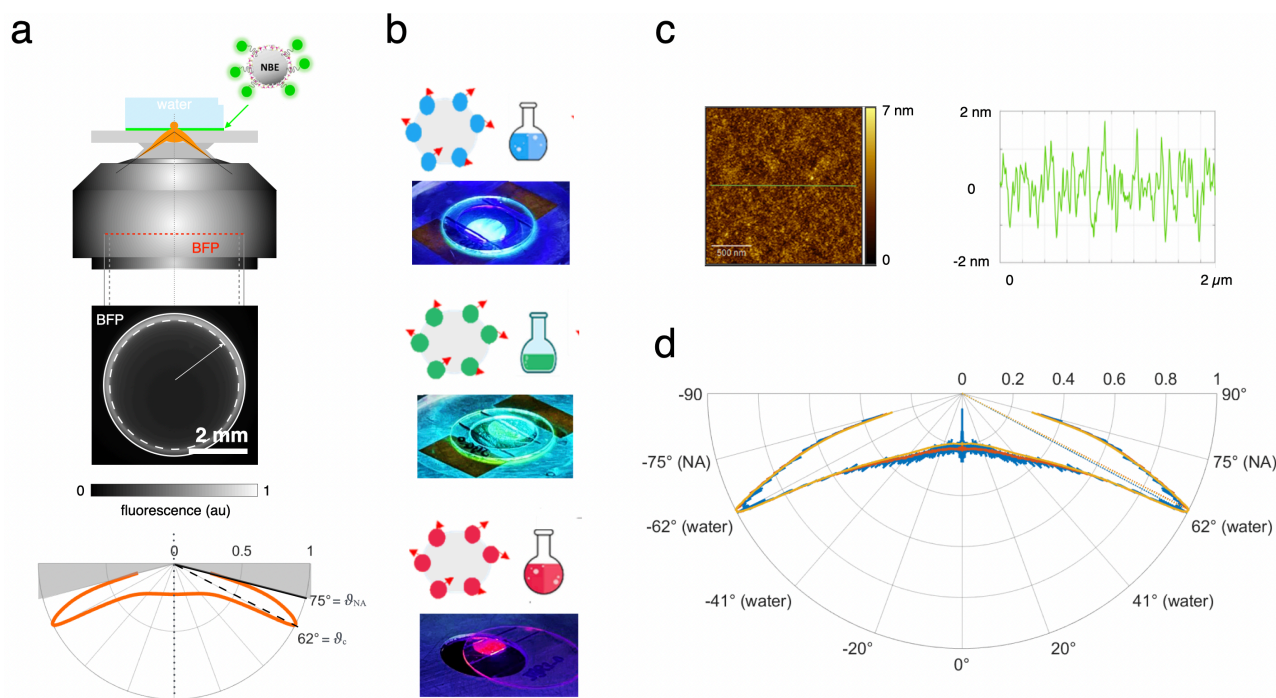 a
b
c
NBE
water
BFP
BFP
2 mm
0
1
fluorescence (au)
0
0.5
1
75° = ϑNA
62° = ϑc
7 nm
0
500 nm
2 nm
0
-2 nm
0
2 µm
d
0
0.2
0.4
0.6
0.8
1
-90
90°
-75° (NA)
75° (NA)
-62° (water)
62° (water)
-41° (water)
41° (water)
-20°
20°
0°